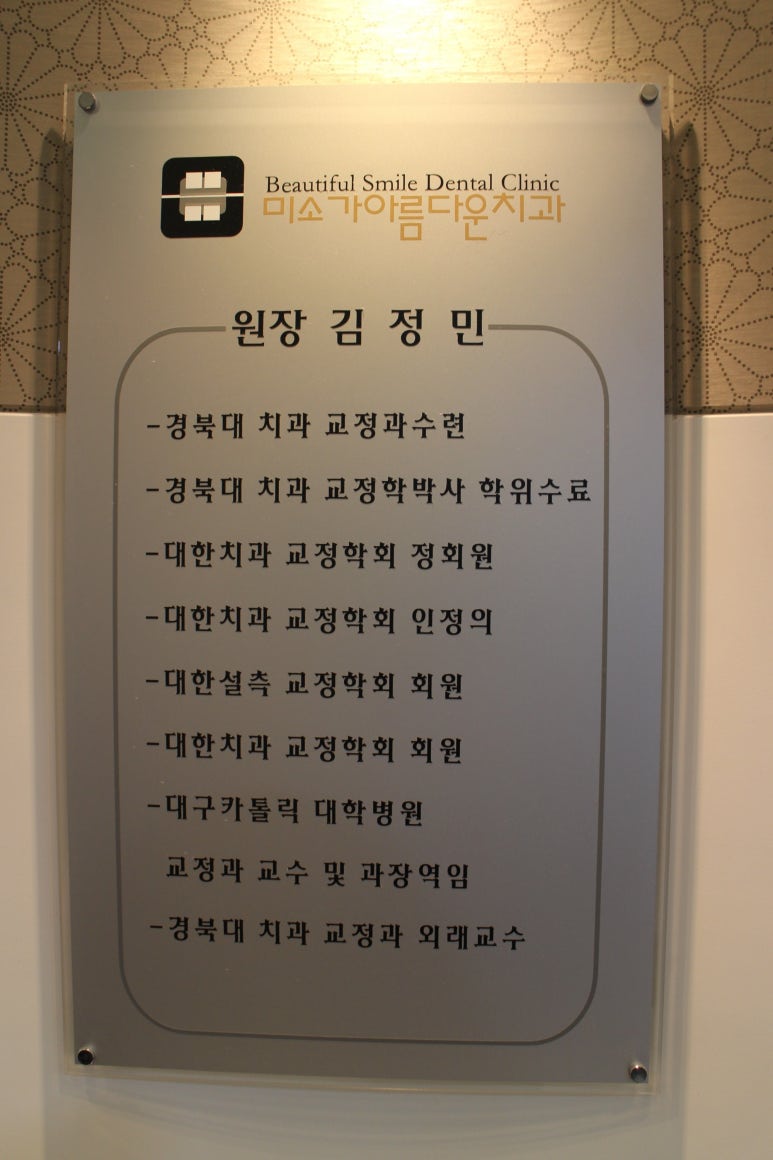 Beautiful Smile Dental Clinic
미소가아름다운치과
원장 김 정 민
-경북대 치과 교정과수련
-경북대 치과 교정학박사 학위수료
-대한치과 교정학회 정회원
-대한치과 교정학회 인정의
-대한설측 교정학회 회원
-대한치과 교정학회 회원
-대구카톨릭 대학병원
교정과 교수 및 과장역임
-경북대 치과 교정과 외래교수